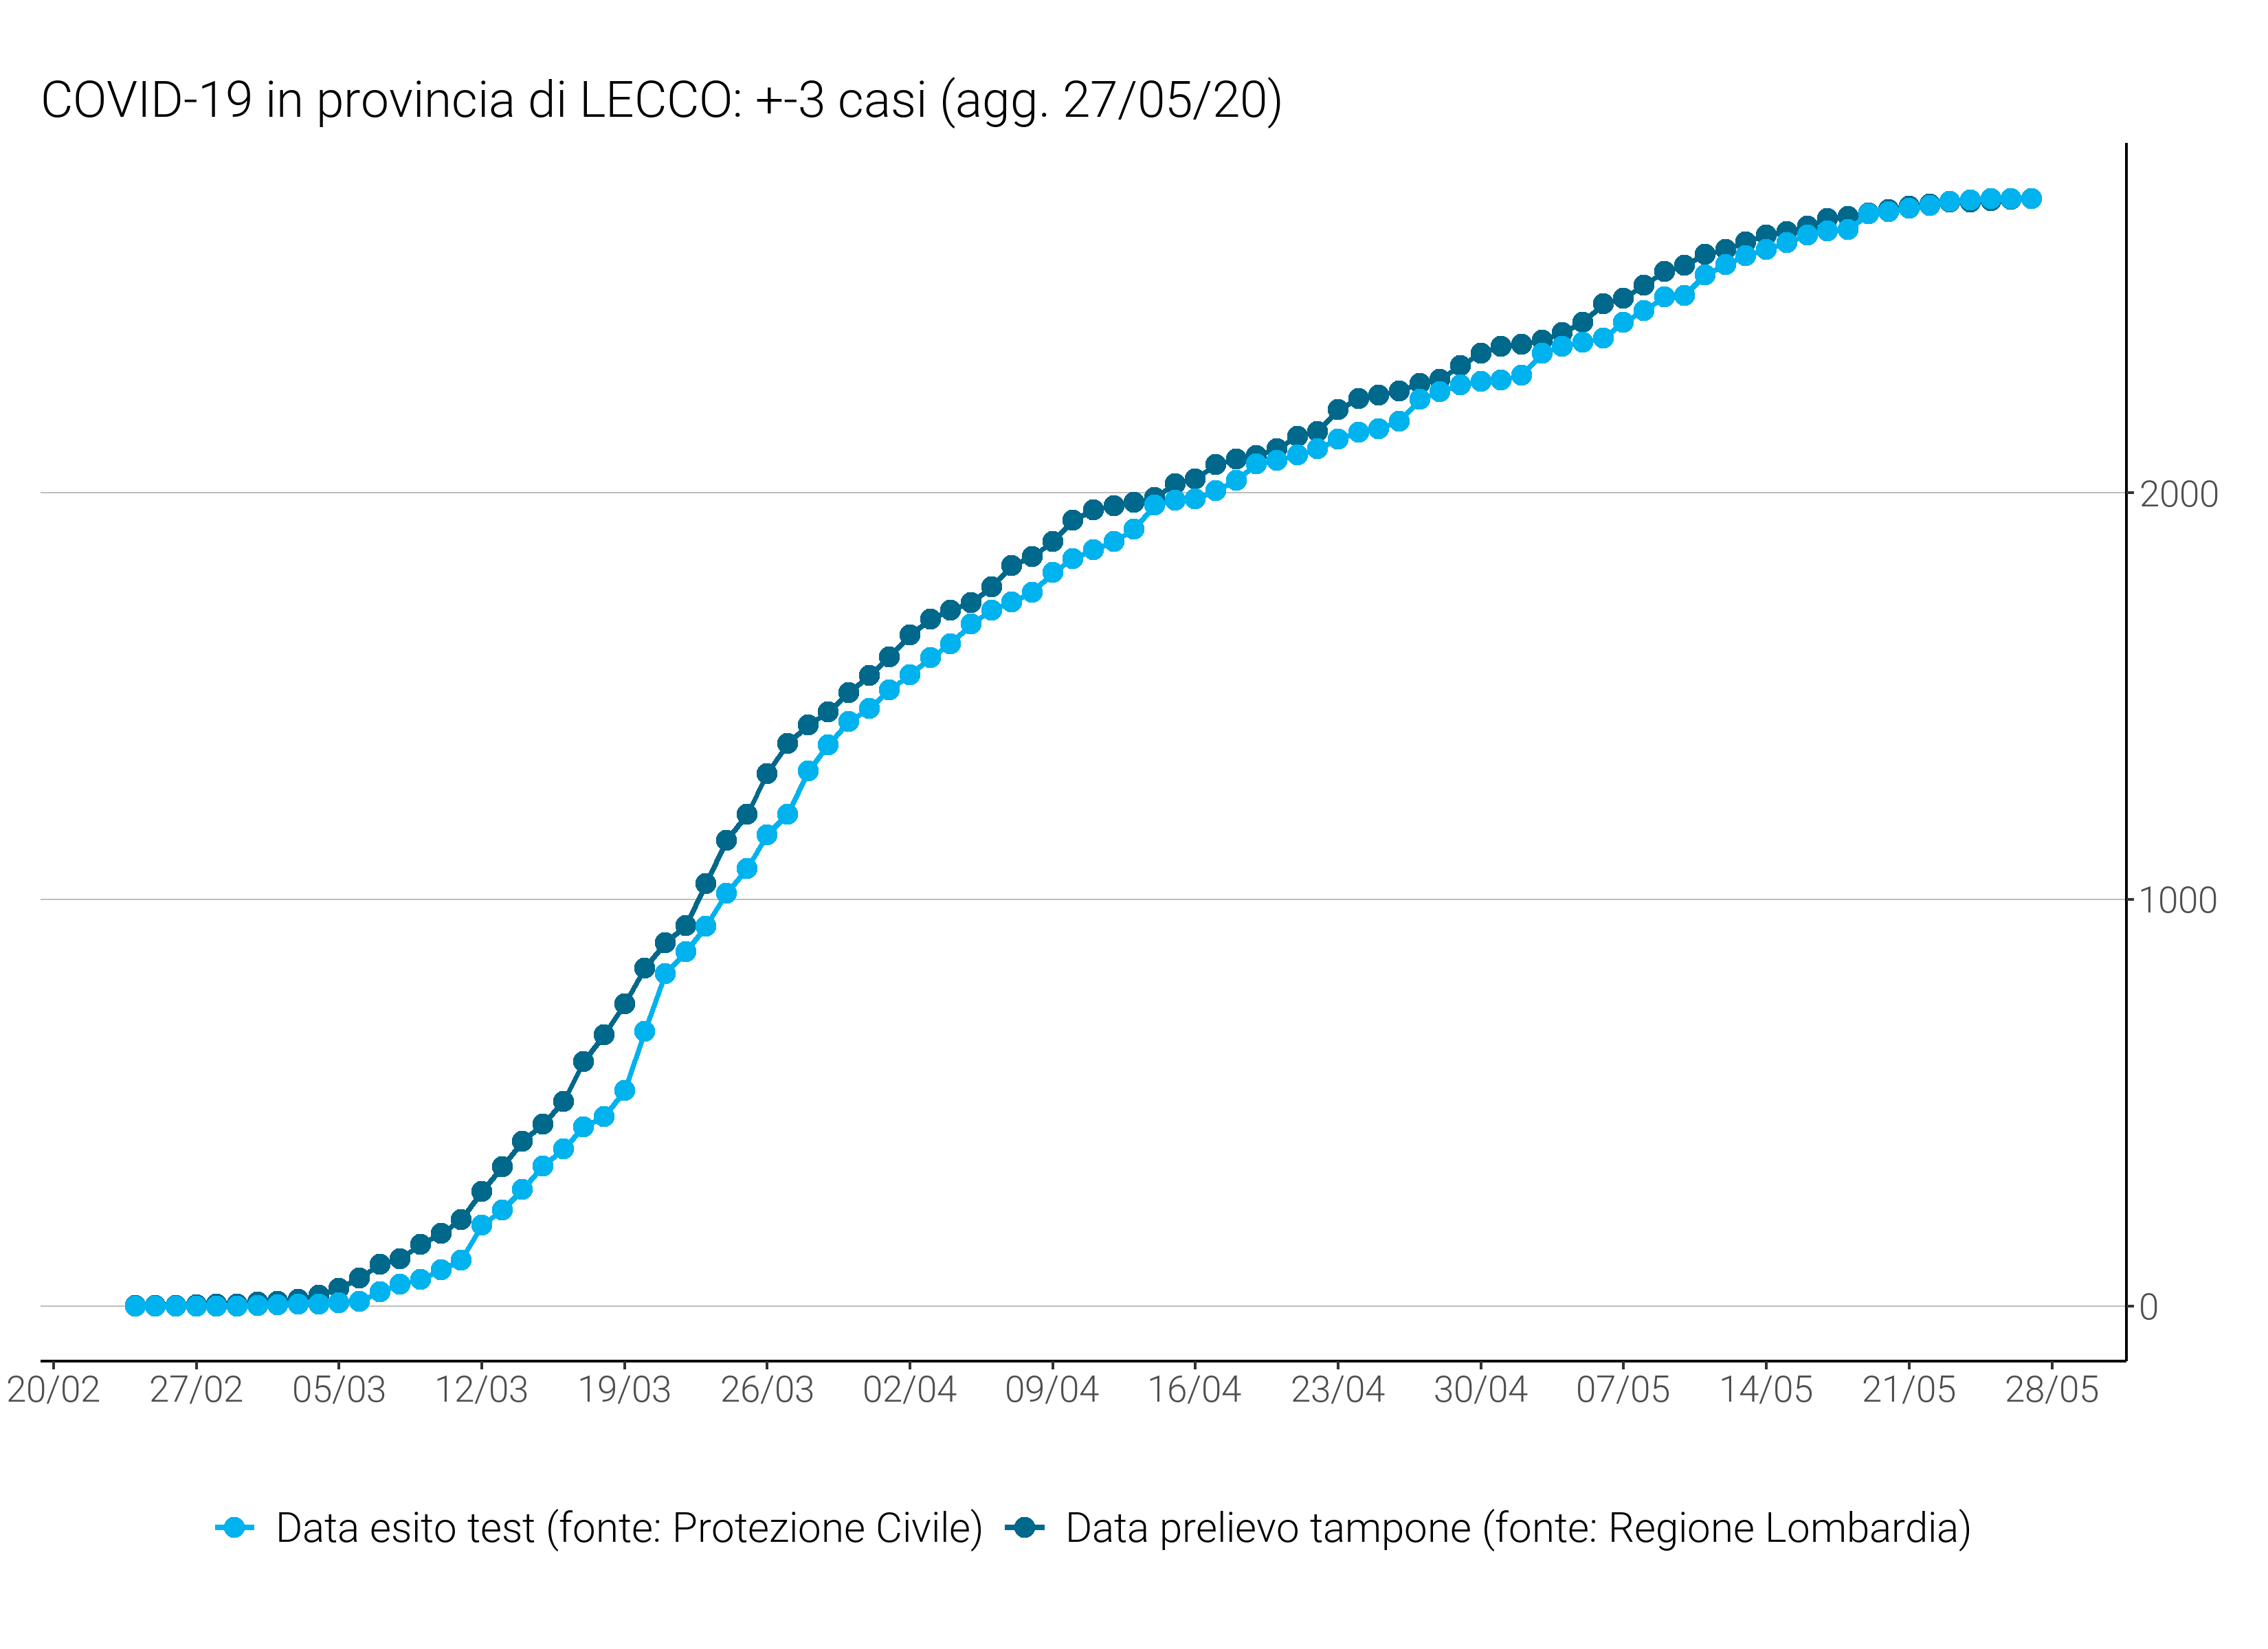 COVID-19 in provincia di LECCO: +-3 casi (agg. 27/05/20)
2000
1000
0
20/02 27/02 05/03 12/03 19/03 26/03 02/04 09/04 16/04 23/04 30/04 07/05 14/05 21/05 28/05
Data esito test (fonte: Protezione Civile) Data prelievo tampone (fonte: Regione Lombardia)